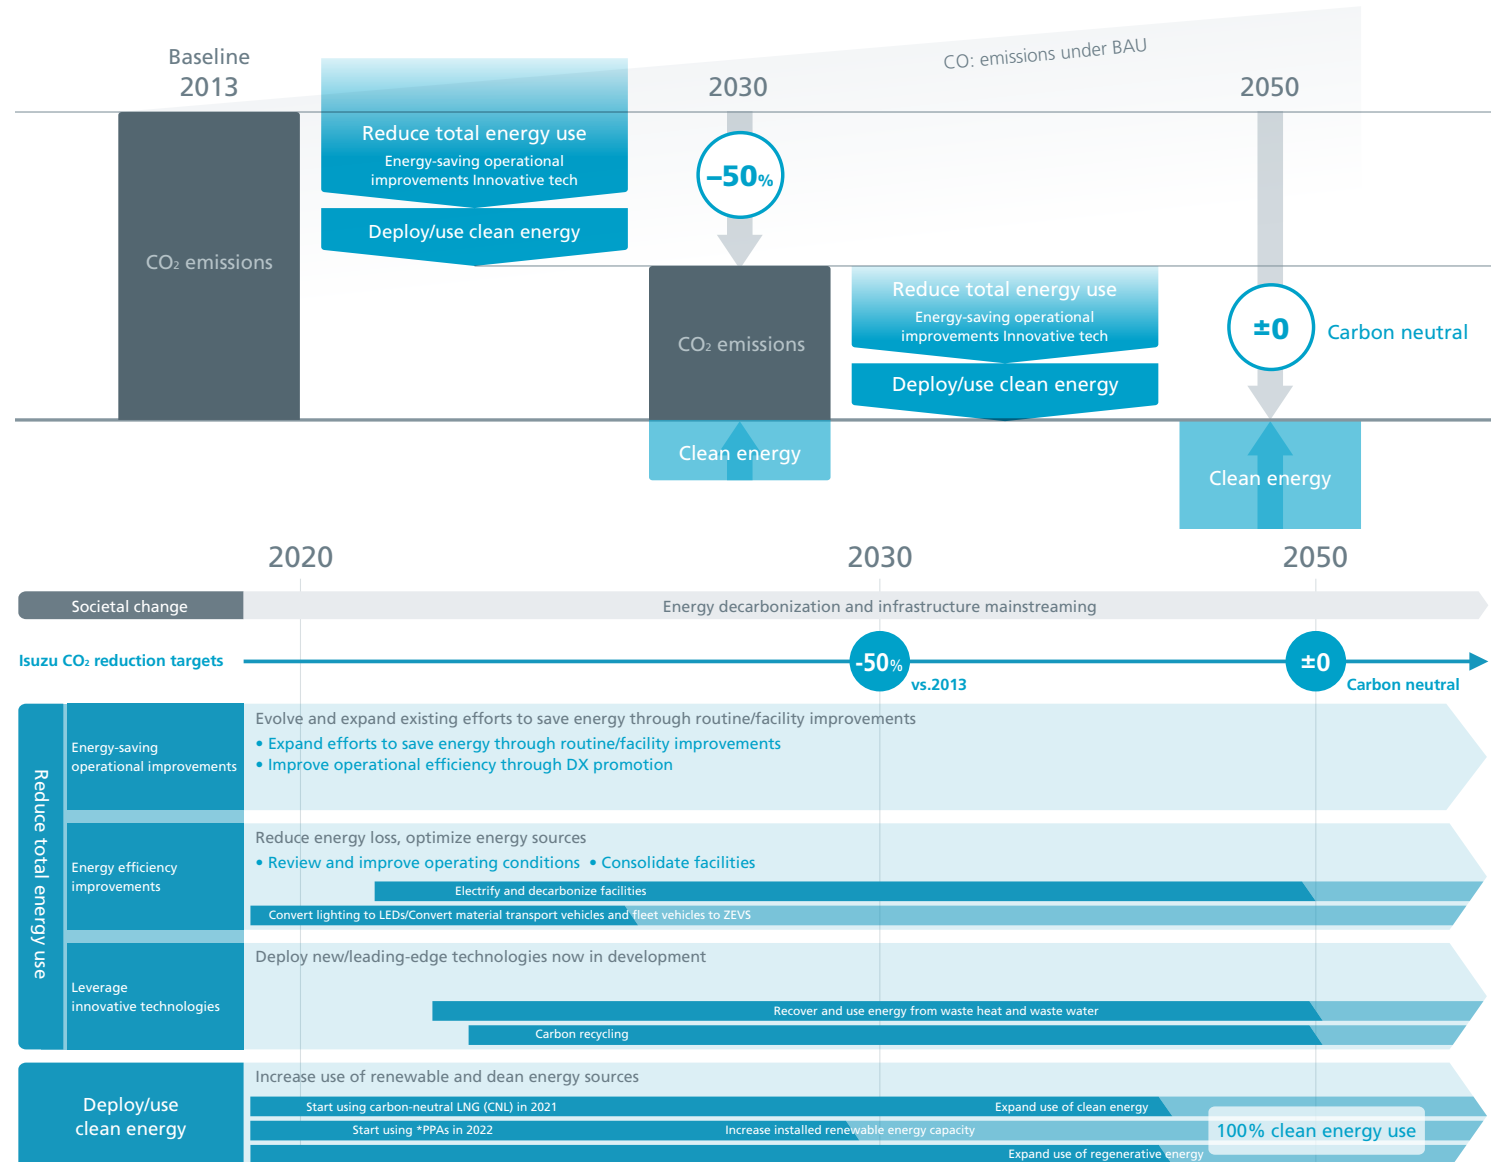 CO: emissions under BAU
Baseline
2013
2030
2050
Reduce total energy use
Energy-saving operational
improvements Innovative tech
Deploy/use clean energy
–50%
CO₂ emissions
CO₂ emissions
Reduce total energy use
Energy-saving operational
improvements Innovative tech
Deploy/use clean energy
±0
Carbon neutral
Clean energy
Clean energy
2020
2030
2050
Societal change
Energy decarbonization and infrastructure mainstreaming
Isuzu CO₂ reduction targets
-50%
vs.2013
±0
Carbon neutral
Reduce total energy use
Energy-saving
operational improvements
Evolve and expand existing efforts to save energy through routine/facility improvements
• Expand efforts to save energy through routine/facility improvements
• Improve operational efficiency through DX promotion
Energy efficiency
improvements
Reduce energy loss, optimize energy sources
• Review and improve operating conditions • Consolidate facilities
Electrify and decarbonize facilities
Convert lighting to LEDs/Convert material transport vehicles and fleet vehicles to ZEVS
Leverage
innovative technologies
Deploy new/leading-edge technologies now in development
Recover and use energy from waste heat and waste water
Carbon recycling
Deploy/use
clean energy
Increase use of renewable and dean energy sources
Start using carbon-neutral LNG (CNL) in 2021
Expand use of clean energy
Start using *PPAs in 2022
Increase installed renewable energy capacity
100% clean energy use
Expand use of regenerative energy